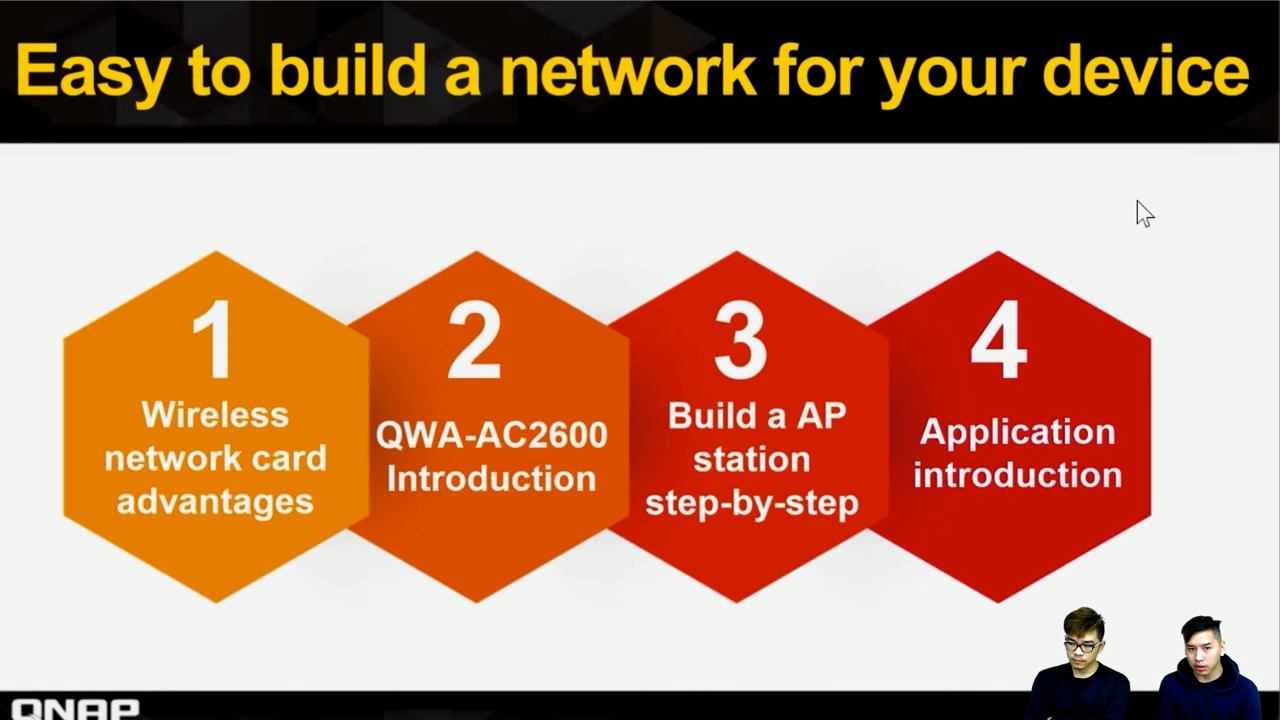 Easy to build a network for your device
1
Wireless
network card
advantages
2
QWA-AC2600
Introduction
3
Build a AP
station
step-by-step
4
Application
introduction
QNAP